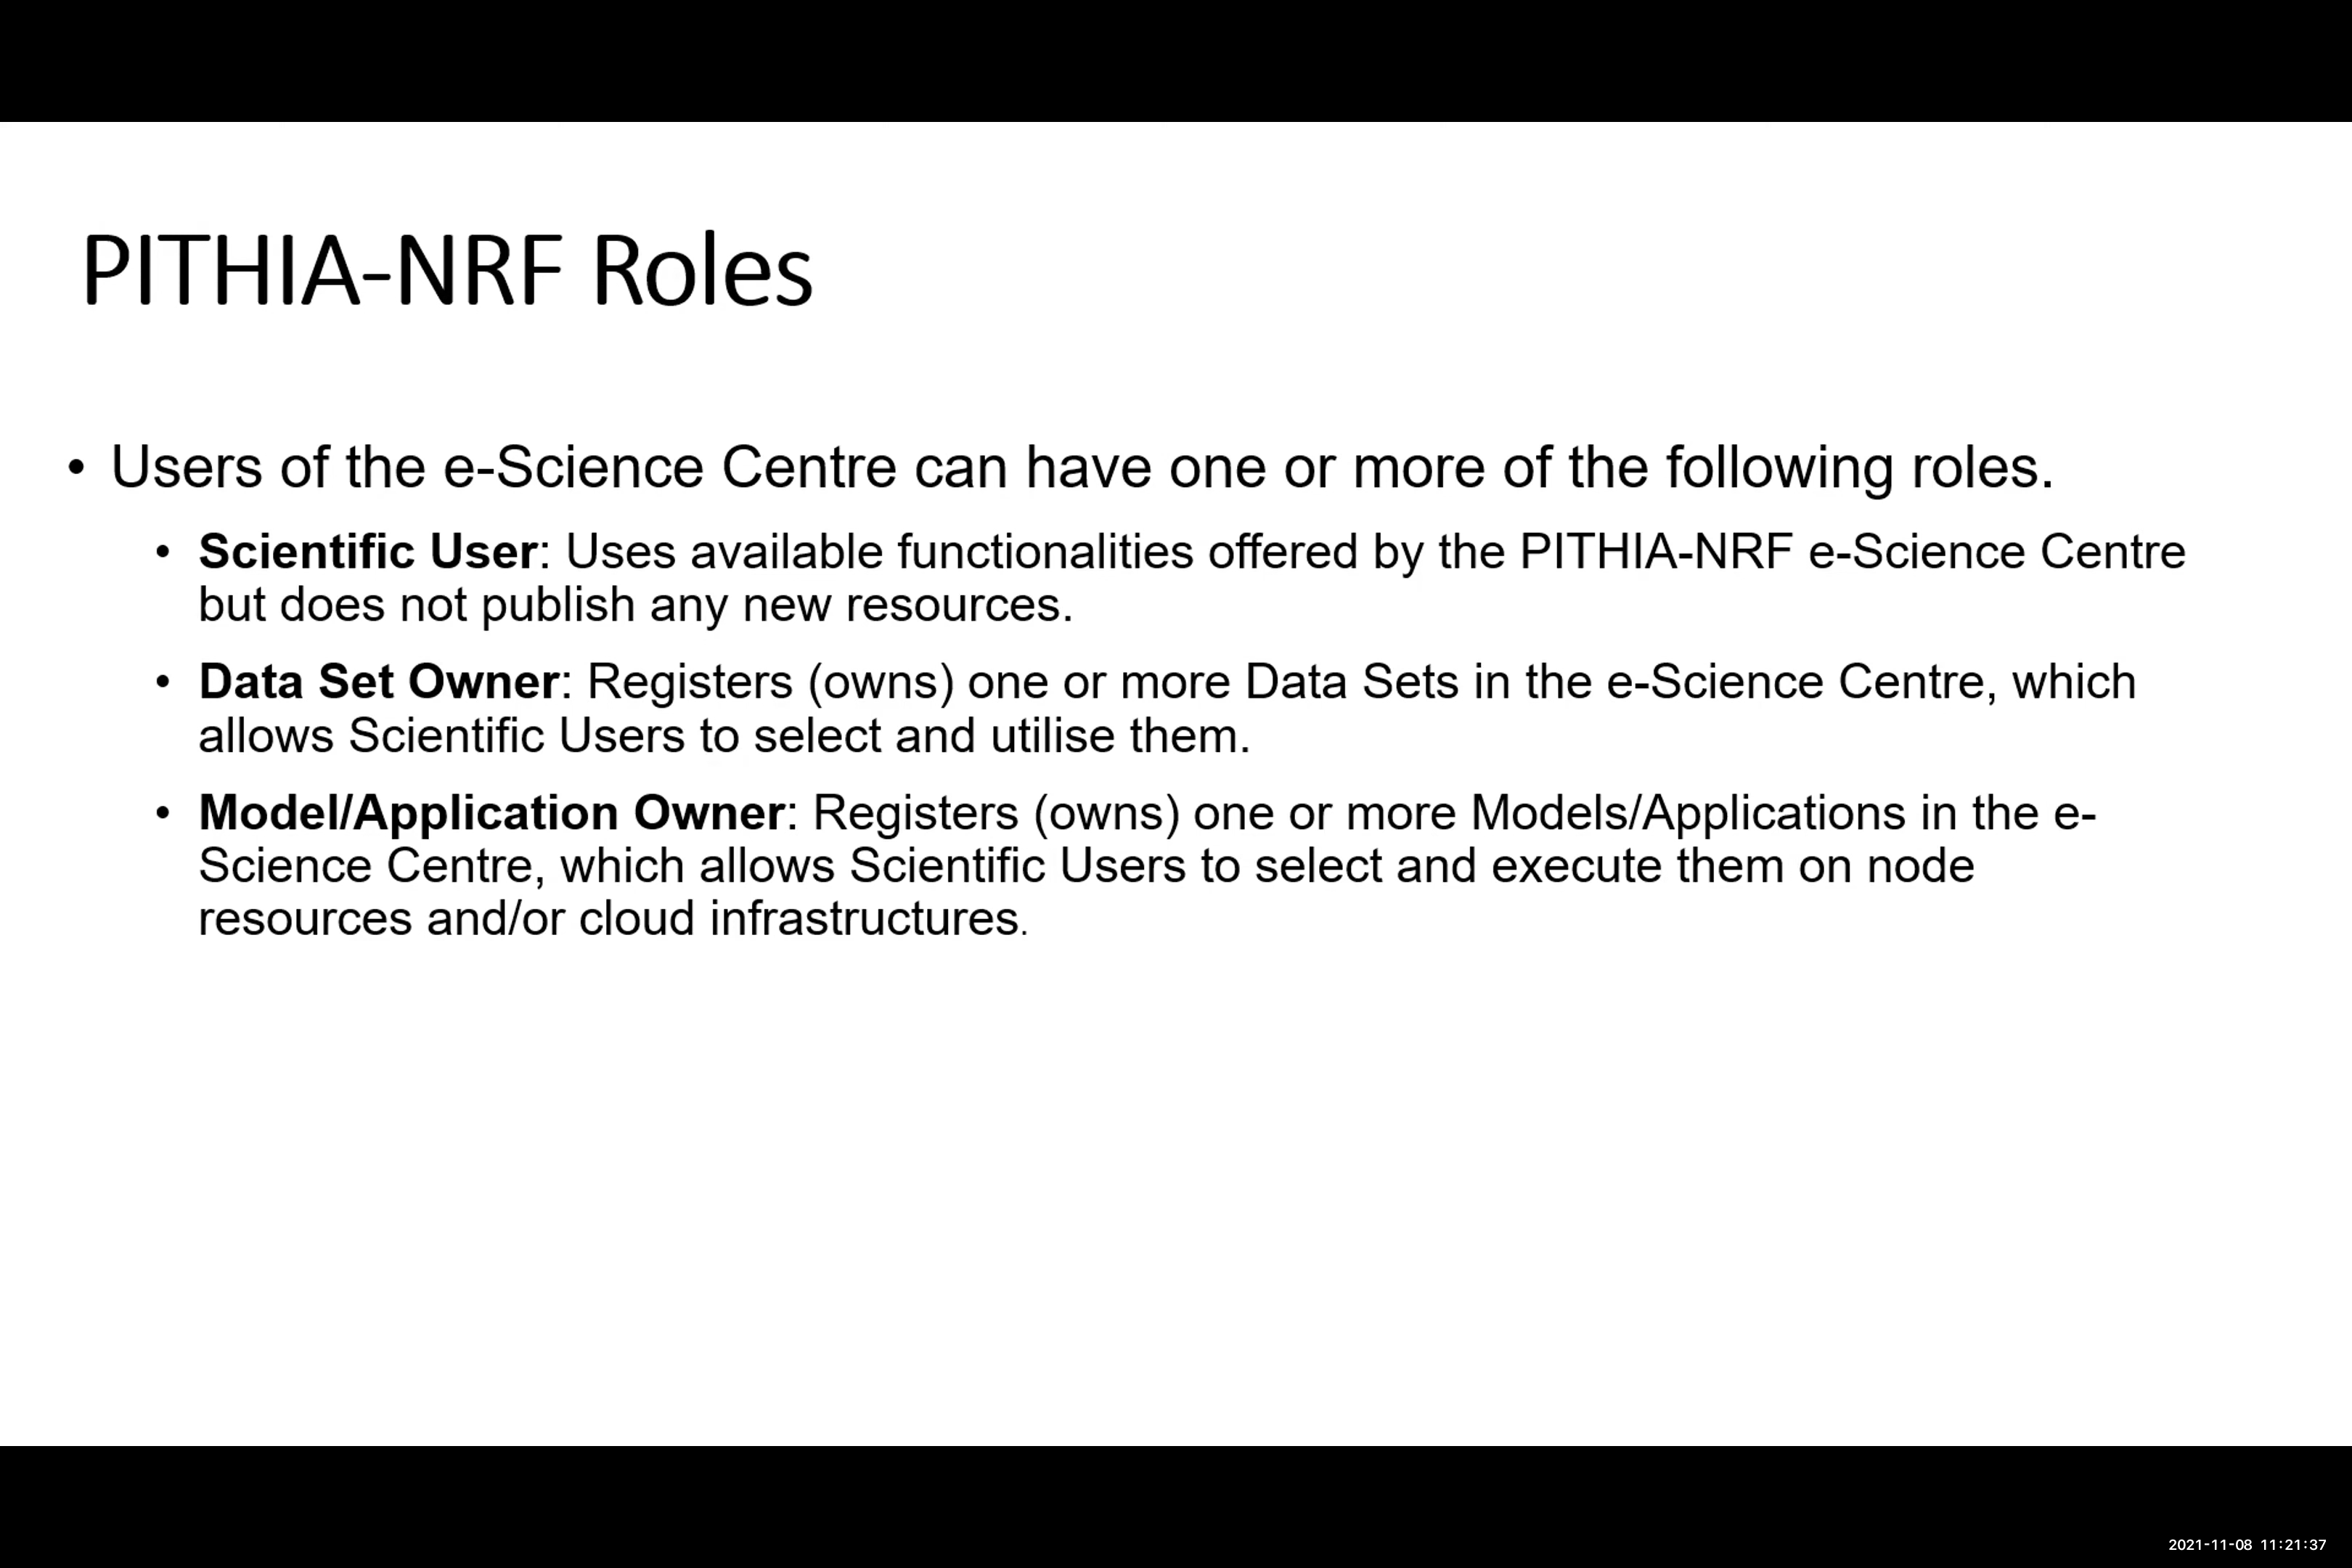 PITHIA-NRF Roles
• Users of the e-Science Centre can have one or more of the following roles.
• Scientific User: Uses available functionalities offered by the PITHIA-NRF e-Science Centre
but does not publish any new resources.
• Data Set Owner: Registers (owns) one or more Data Sets in the e-Science Centre, which
allows Scientific Users to select and utilise them.
• Model/Application Owner: Registers (owns) one or more Models/Applications in the e-
Science Centre, which allows Scientific Users to select and execute them on node
resources and/or cloud infrastructures.
2021-11-08 11:21:37